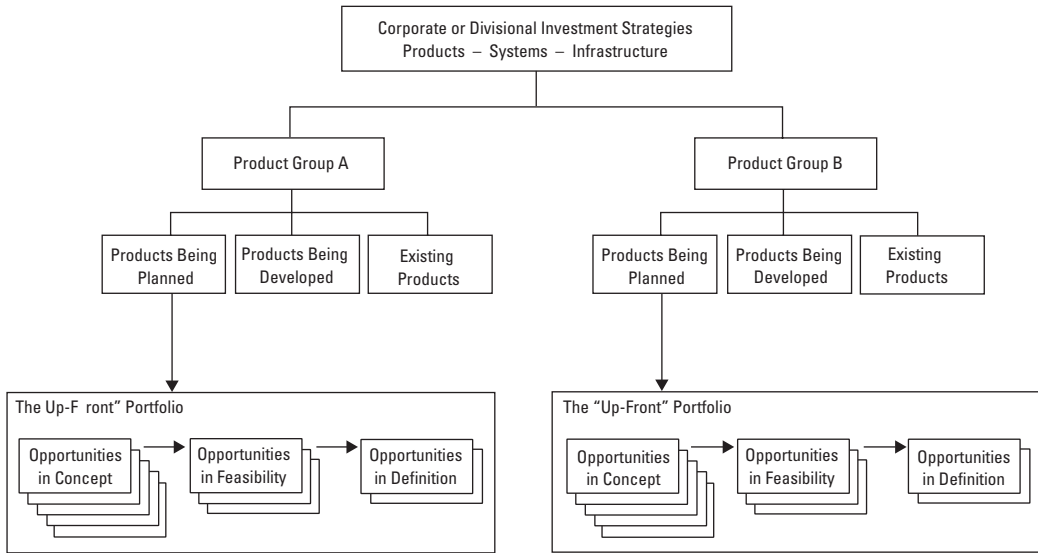 Corporate or Divisional Investment Strategies
Products – Systems – Infrastructure
Product Group A
Product Group B
Products Being
Planned
Products Being
Developed
Existing
Products
Products Being
Planned
Products Being
Developed
Existing
Products
The Up-F ront” Portfolio
Opportunities
in Concept
Opportunities
in Feasibility
Opportunities
in Definition
The “Up-Front” Portfolio
Opportunities
in Concept
Opportunities
in Feasibility
Opportunities
in Definition